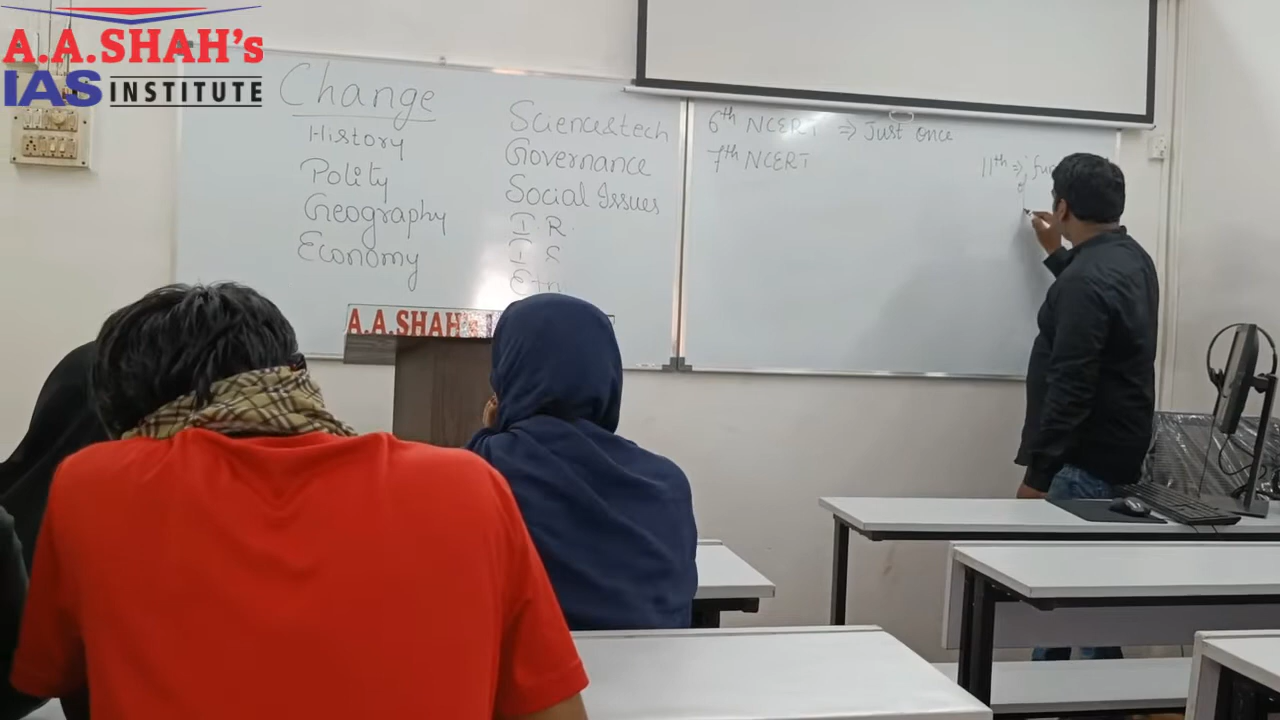 A.A.SHAH's
IAS INSTITUTE
Change
History
Polity
Geography
Economy
Science&tech
Governance
Social Issues
I.R.
I S
6th NCERT => Just once
7th NCERT
11th =>
A.A.SHAH's